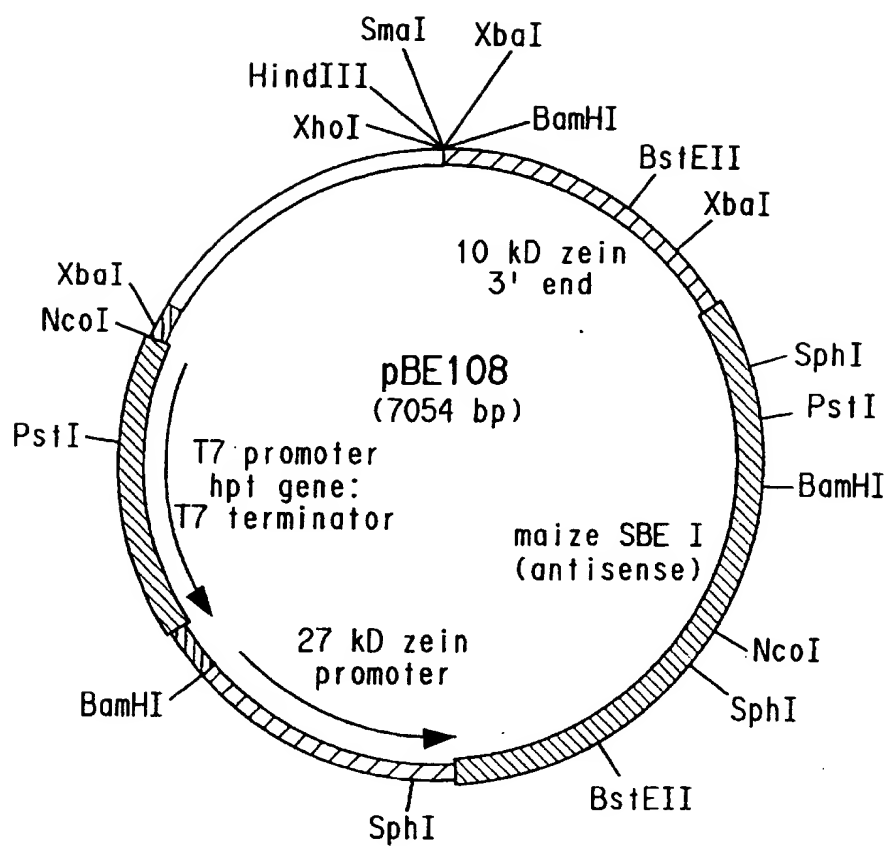 SmaI
XbaI
HindIII
BamHI
XhoI
BstEII
XbaI
10 kD zein
3' end
XbaI
NcoI
SphI
pBE108
(7054 bp)
PstI
PstI
T7 promoter
hpt gene:
T7 terminator
BamHI
maize SBE I
(antisense)
27 kD zein
promoter
NcoI
BamHI
SphI
BstEII
SphI